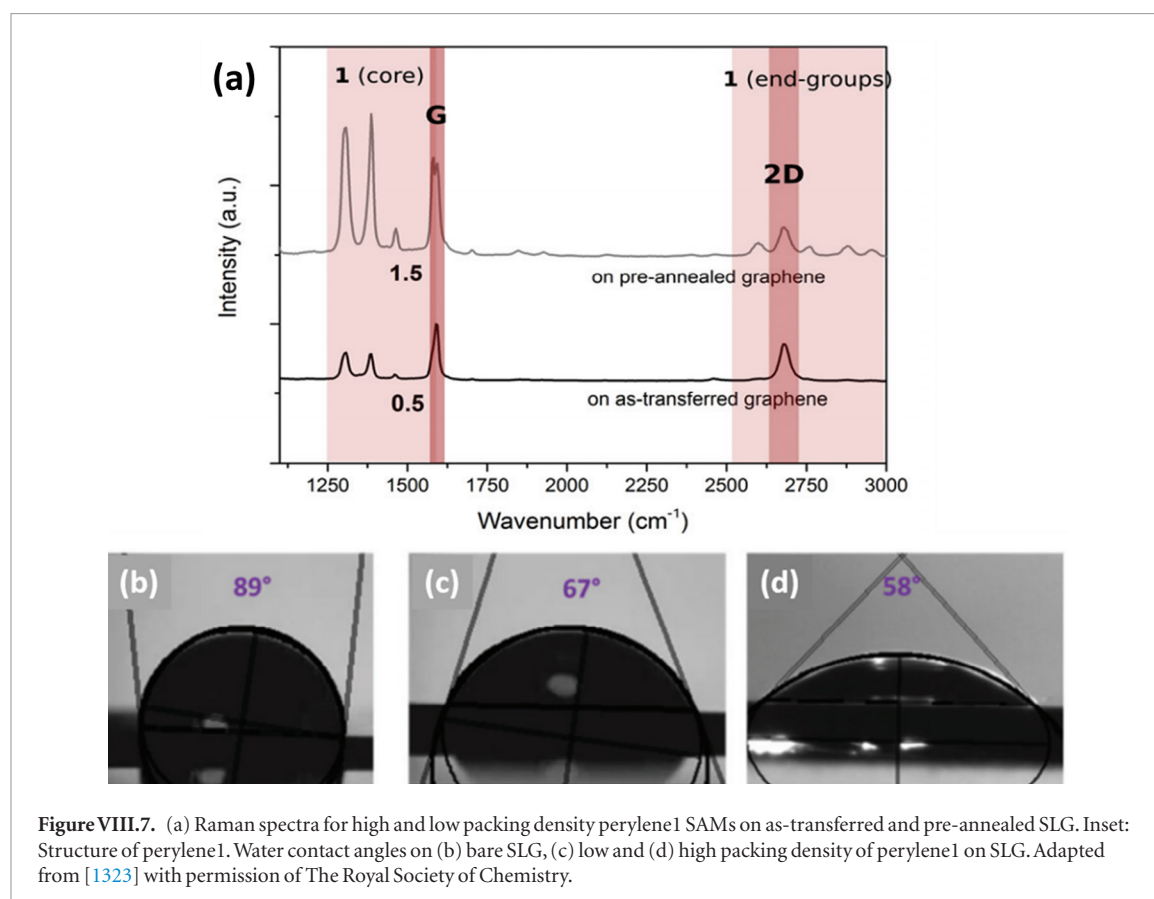 (a)
1 (core)
1 (end-groups)
G
2D
1.5
on pre-annealed graphene
0.5
on as-transferred graphene
Intensity (a.u.)
1250 1500 1750 2000 2250 2500 2750 3000
Wavenumber (cm⁻¹)
(b) 89°
(c) 67°
(d) 58°
Figure VIII.7. (a) Raman spectra for high and low packing density perylene1 SAMs on as-transferred and pre-annealed SLG. Inset:
Structure of perylene1. Water contact angles on (b) bare SLG, (c) low and (d) high packing density of perylene1 on SLG. Adapted
from [1323] with permission of The Royal Society of Chemistry.